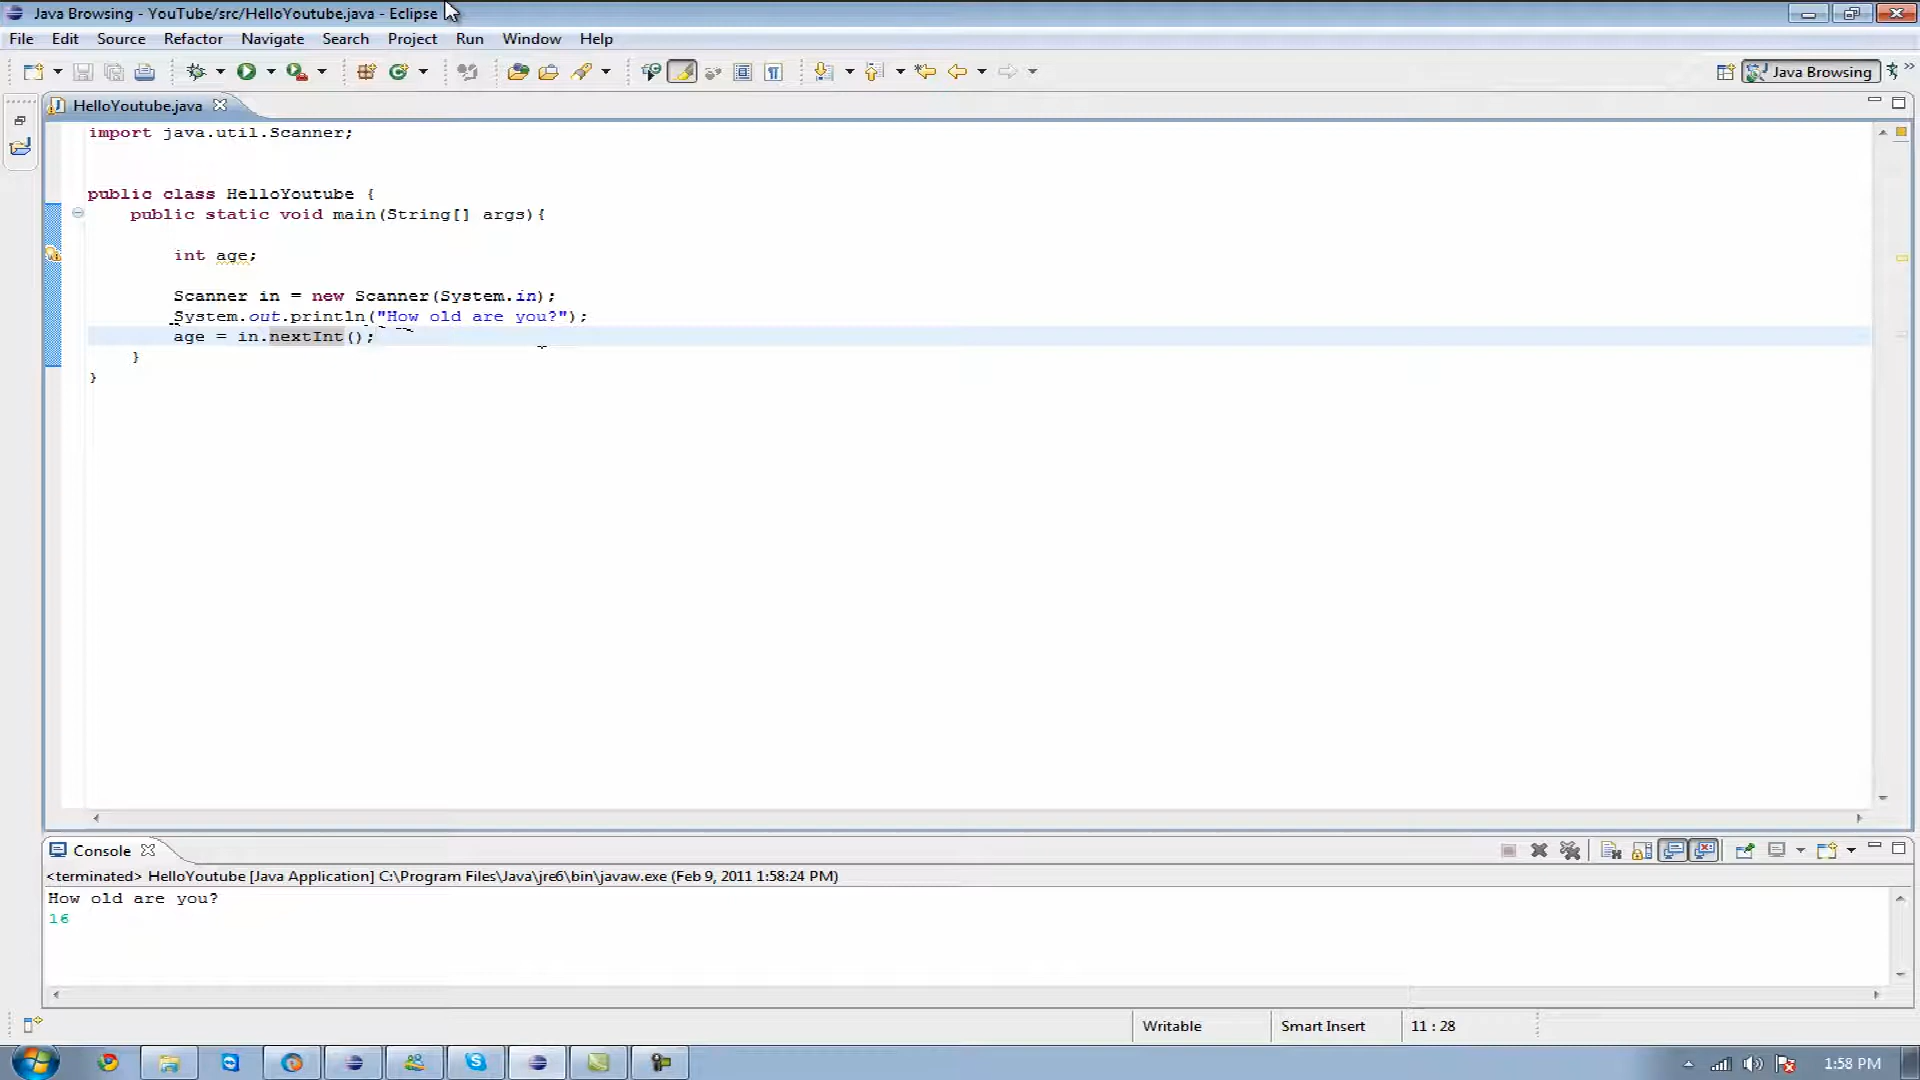 Java Browsing - YouTube/src/HelloYoutube.java - Eclipse
File Edit Source Refactor Navigate Search Project Run Window Help
Java Browsing
HelloYoutube.java
import java.util.Scanner;
public class HelloYoutube {
public static void main(String[] args){
int age;
Scanner in = new Scanner(System.in);
System.out.println("How old are you?");
age = in.nextInt();
}
}
Console
<terminated> HelloYoutube [Java Application] C:\Program Files\Java\jre6\bin\javaw.exe (Feb 9, 2011 1:58:24 PM)
How old are you?
16
Writable Smart Insert 11 : 28
1:58 PM